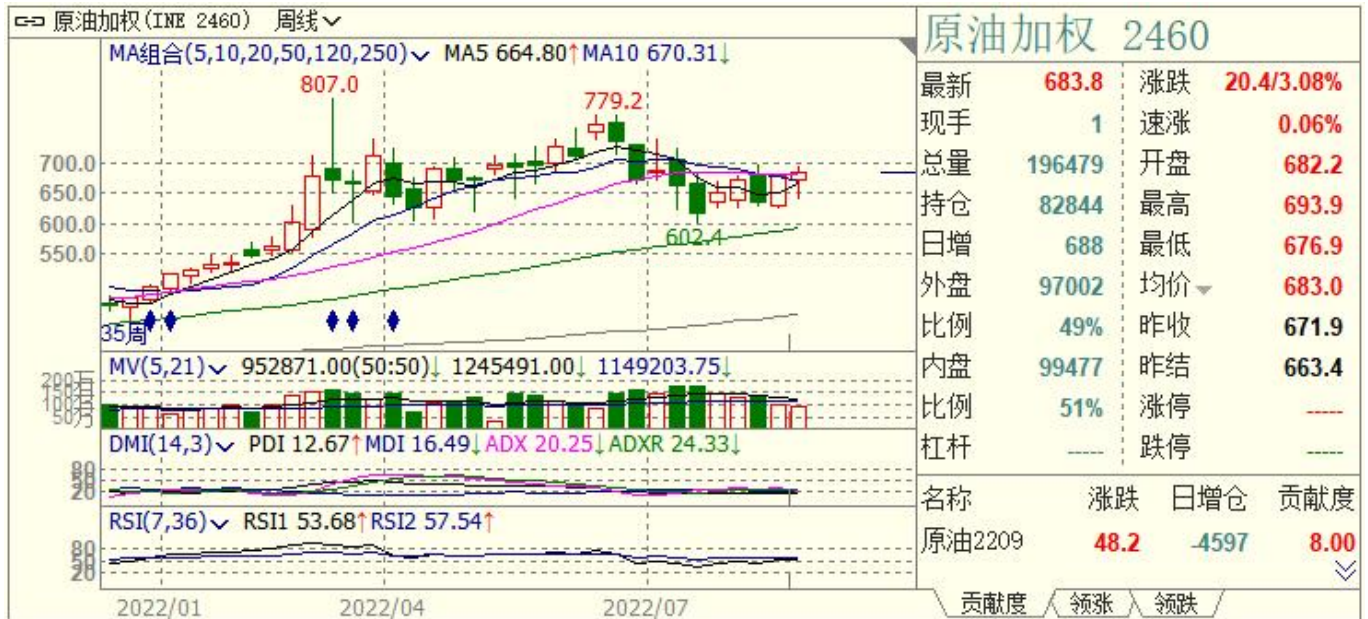 原油加权(INE 2460) 周线
MA组合(5,10,20,50,120,250) MA5 664.80↑MA10 670.31↓
807.0
779.2
700.0
650.0
600.0
550.0
602.4
35周
MV(5,21) 952871.00(50:50)↓ 1245491.00↓ 1149203.75↓
200万
100万
50万
DMI(14,3) PDI 12.67↑MDI 16.49↓ADX 20.25↓ADXR 24.33↓
80
50
20
RSI(7,36) RSI1 53.68↑RSI2 57.54↑
80
50
20
2022/01 2022/04 2022/07
原油加权 2460
最新 683.8 涨跌 20.4/3.08%
现手 1 速涨 0.06%
总量 196479 开盘 682.2
持仓 82844 最高 693.9
日增 688 最低 676.9
外盘 97002 均价 683.0
比例 49% 昨收 671.9
内盘 99477 昨结 663.4
比例 51% 涨停 -----
杠杆 ----- 跌停 -----
名称 涨跌 日增仓 贡献度
原油2209 48.2 -4597 8.00
贡献度 领涨 领跌